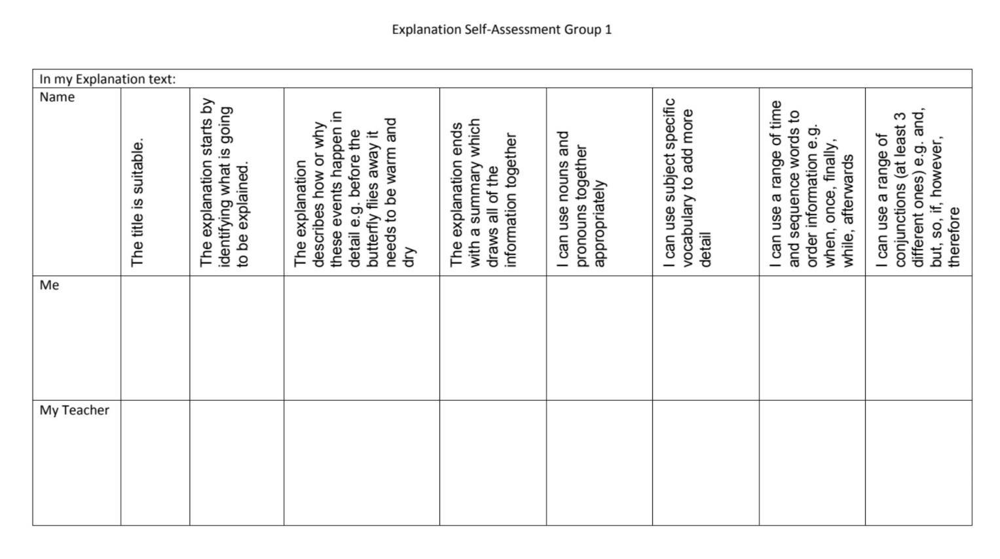 Explanation Self-Assessment Group 1
In my Explanation text:
Name
The title is suitable.
The explanation starts by
identifying what is going
to be explained.
The explanation
describes how or why
these events happen in
detail e.g. before the
butterfly flies away it
needs to be warm and
dry
The explanation ends
with a summary which
draws all of the
information together
I can use nouns and
pronouns together
appropriately
I can use subject specific
vocabulary to add more
detail
I can use a range of time
and sequence words to
order information e.g.
when, once, finally,
while, afterwards
I can use a range of
conjunctions (at least 3
different ones) e.g. and,
but, so, if, however,
therefore
Me
My Teacher